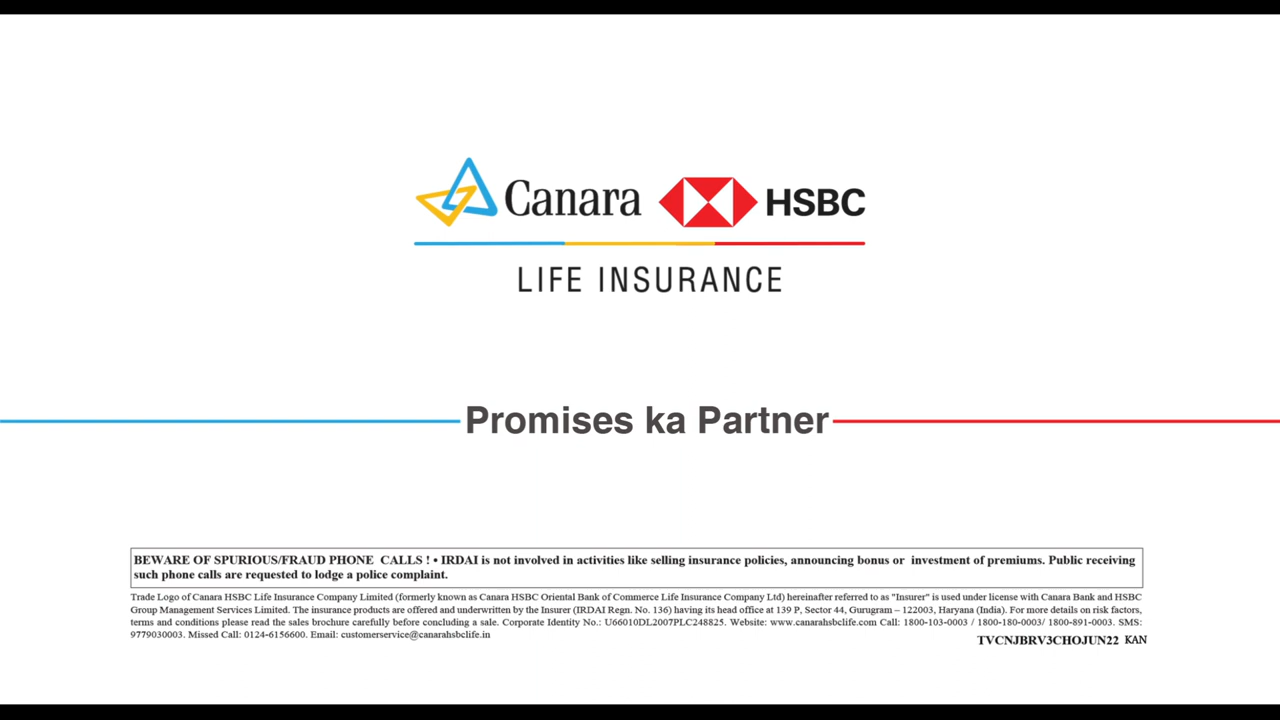 Canara HSBC
LIFE INSURANCE
Promises ka Partner
BEWARE OF SPURIOUS/FRAUD PHONE CALLS ! • IRDAI is not involved in activities like selling insurance policies, announcing bonus or investment of premiums. Public receiving
such phone calls are requested to lodge a police complaint.
Trade Logo of Canara HSBC Life Insurance Company Limited (formerly known as Canara HSBC Oriental Bank of Commerce Life Insurance Company Ltd) hereinafter referred to as "Insurer" is used under license with Canara Bank and HSBC
Group Management Services Limited. The insurance products are offered and underwritten by the Insurer (IRDAI Regn. No. 136) having its head office at 139 P, Sector 44, Gurugram – 122003, Haryana (India). For more details on risk factors,
terms and conditions please read the sales brochure carefully before concluding a sale. Corporate Identity No.: U66010DL2007PLC248825. Website: www.canarahsbclife.com Call: 1800-103-0003 / 1800-180-0003/ 1800-891-0003. SMS:
9779030003. Missed Call: 0124-6156600. Email: customerservice@canarahsbclife.in
TVCNJBRV3CHOJUN22 KAN